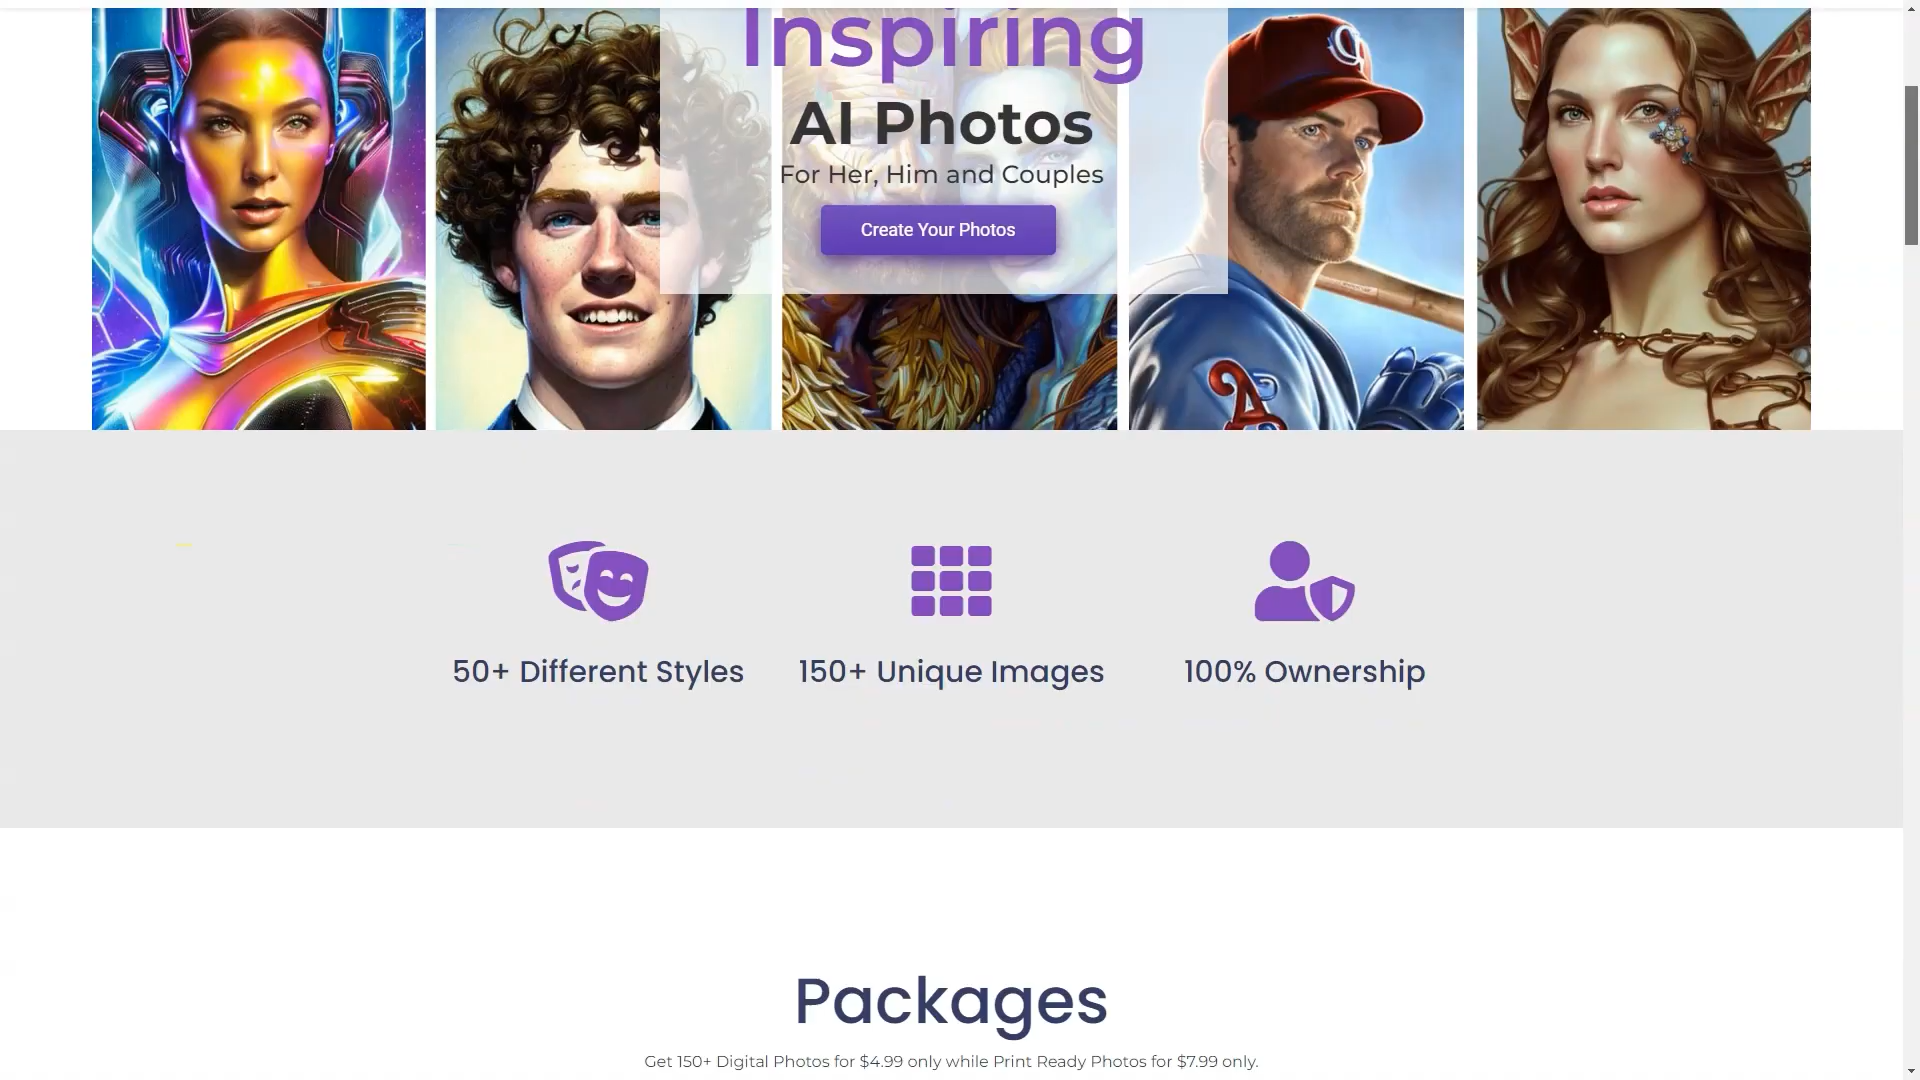 Inspiring
AI Photos
For Her, Him and Couples
Create Your Photos
50+ Different Styles
150+ Unique Images
100% Ownership
Packages
Get 150+ Digital Photos for $4.99 only while Print Ready Photos for $7.99 only.